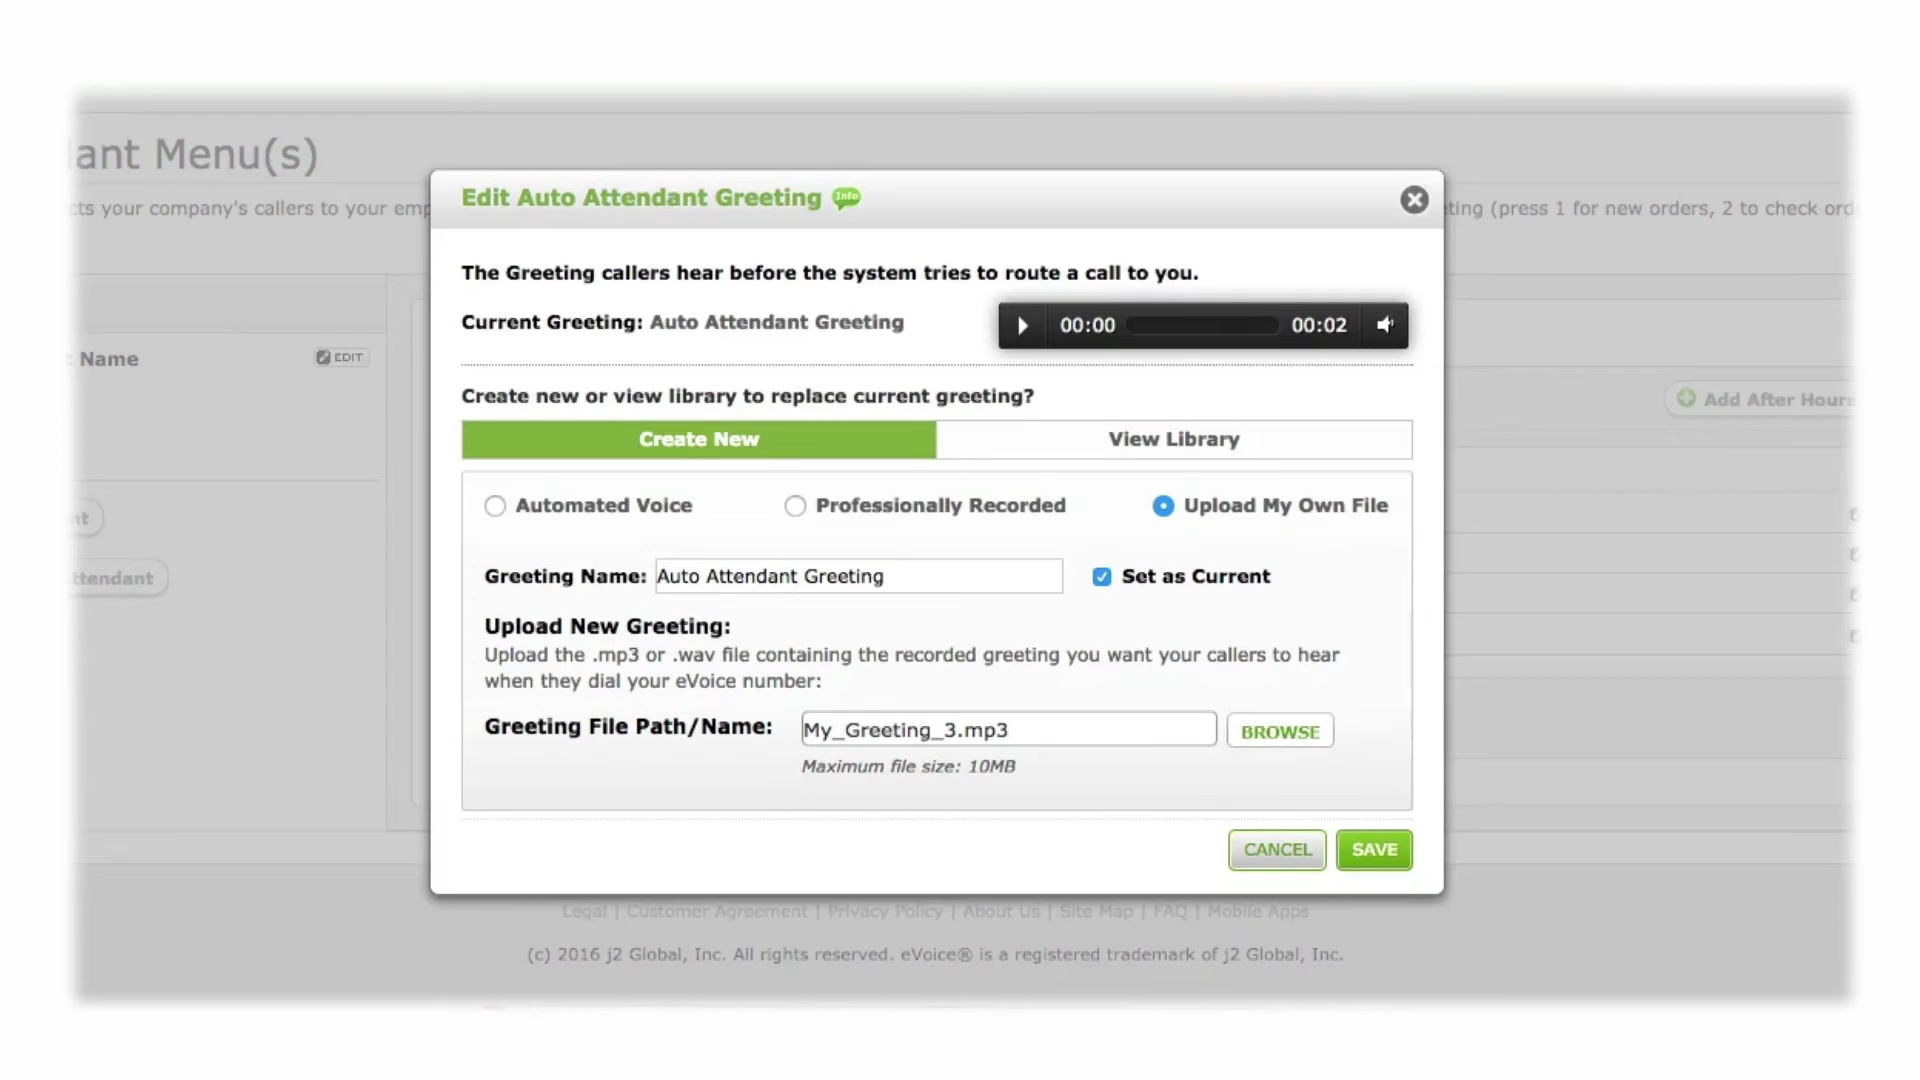 ant Menu(s)
cts your company's callers to your emp
ting (press 1 for new orders, 2 to check ord
Edit Auto Attendant Greeting Info
The Greeting callers hear before the system tries to route a call to you.
Current Greeting: Auto Attendant Greeting
00:00 00:02
Name EDIT
Create new or view library to replace current greeting?
Add After Hours
Create New View Library
Automated Voice Professionally Recorded Upload My Own File
nt
Greeting Name: Auto Attendant Greeting Set as Current
ttendant
Upload New Greeting:
Upload the .mp3 or .wav file containing the recorded greeting you want your callers to hear
when they dial your eVoice number:
Greeting File Path/Name: My_Greeting_3.mp3 BROWSE
Maximum file size: 10MB
CANCEL SAVE
Legal | Customer Agreement | Privacy Policy | About Us | Site Map | FAQ | Mobile Apps
(c) 2016 j2 Global, Inc. All rights reserved. eVoice® is a registered trademark of j2 Global, Inc.